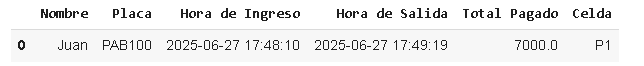 Nombre Placa Hora de Ingreso Hora de Salida Total Pagado Celda
0 Juan PAB100 2025-06-27 17:48:10 2025-06-27 17:49:19 7000.0 P1